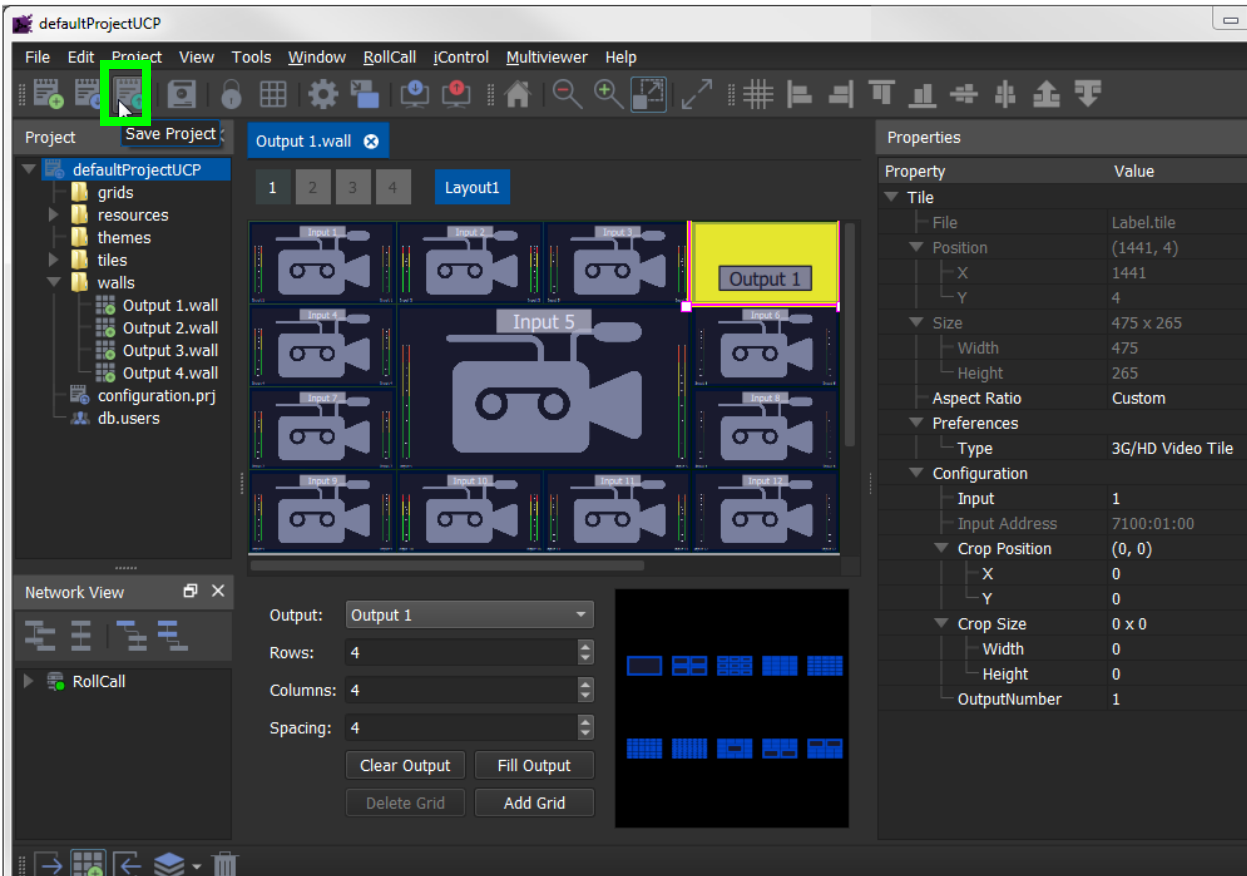 defaultProjectUCP
File Edit Project View Tools Window RollCall iControl Multiviewer Help
Save Project
Project
defaultProjectUCP
grids
resources
themes
tiles
walls
Output 1.wall
Output 2.wall
Output 3.wall
Output 4.wall
configuration.prj
db.users
Network View
RollCall
Output 1.wall
1 2 3 4 Layout1
Input 1 Input 2 Input 3 Output 1
Input 4 Input 5 Input 6
Input 7 Input 8
Input 9 Input 10 Input 11 Input 12
Output: Output 1
Rows: 4
Columns: 4
Spacing: 4
Clear Output Fill Output
Delete Grid Add Grid
Properties
Property Value
Tile
File Label.tile
Position (1441, 4)
X 1441
Y 4
Size 475 x 265
Width 475
Height 265
Aspect Ratio Custom
Preferences
Type 3G/HD Video Tile
Configuration
Input 1
Input Address 7100:01:00
Crop Position (0, 0)
X 0
Y 0
Crop Size 0 x 0
Width 0
Height 0
OutputNumber 1